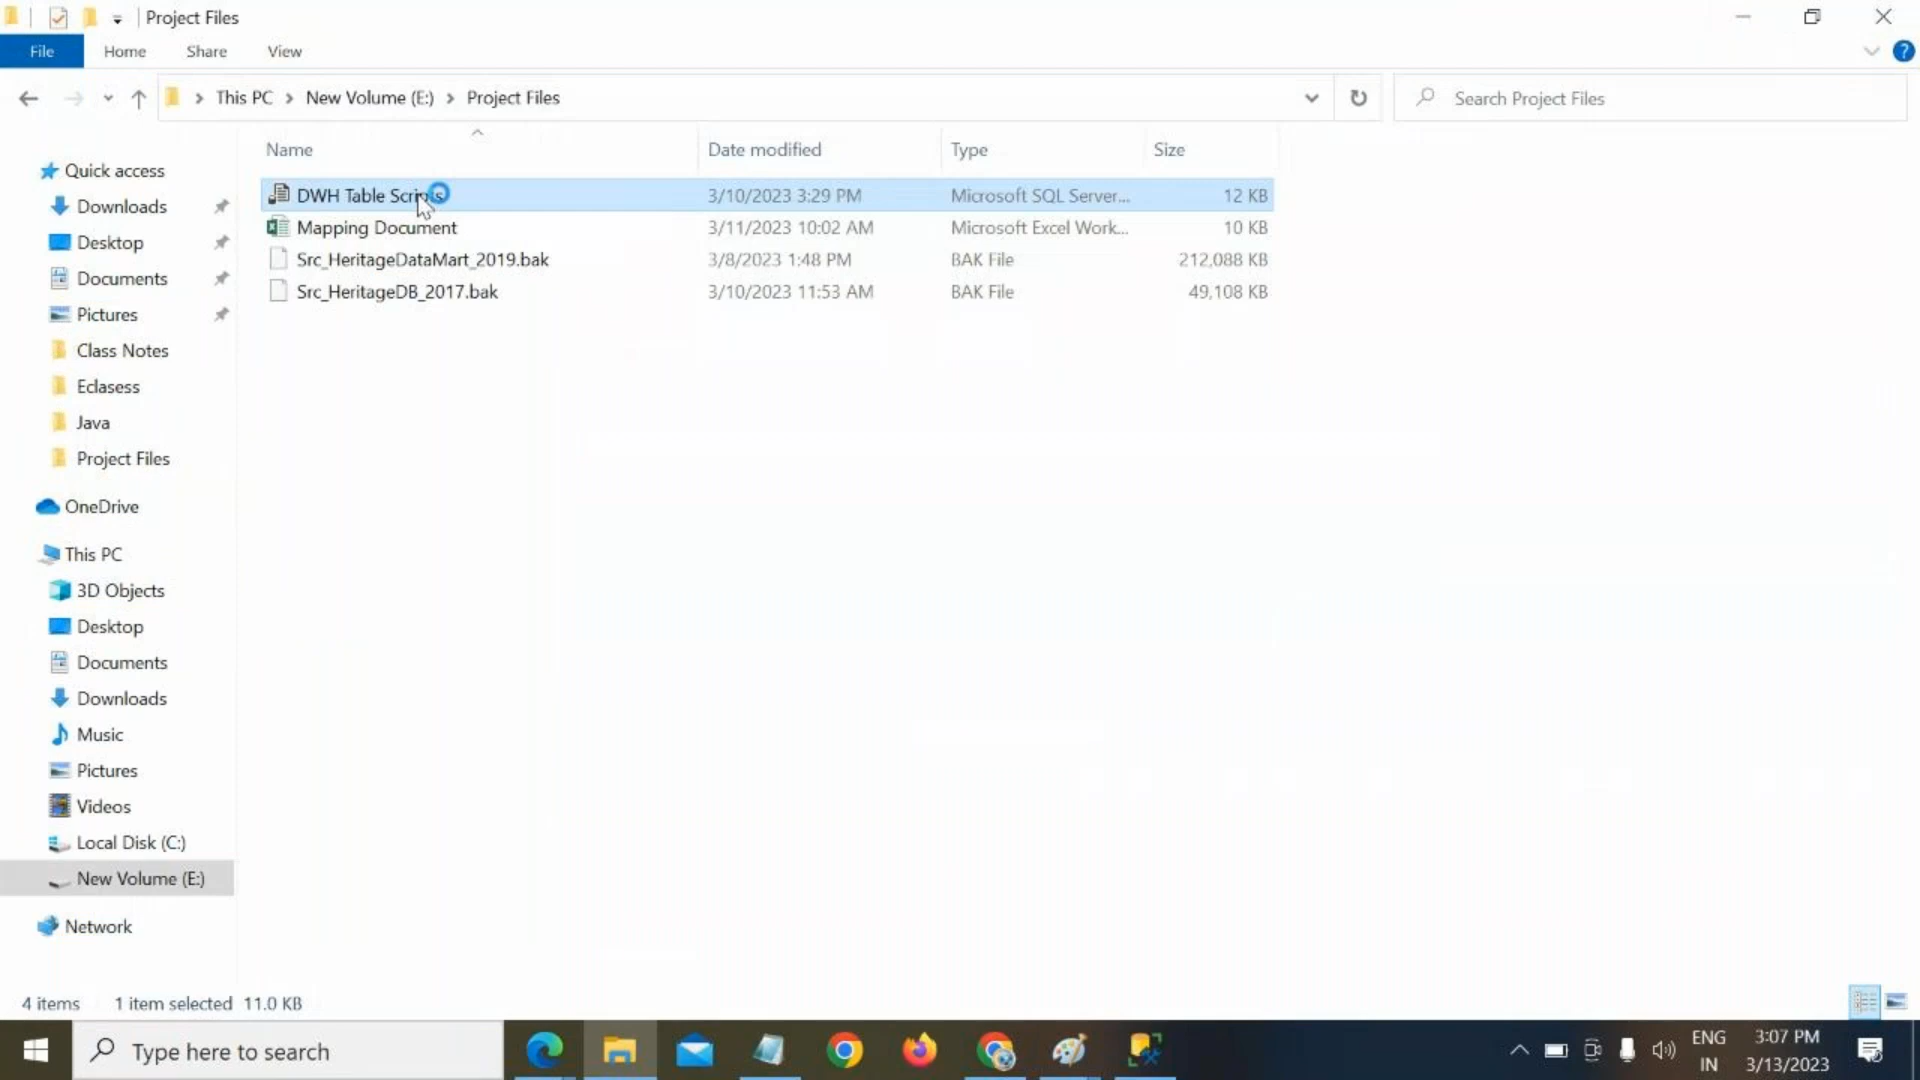 Project Files
File Home Share View
This PC New Volume (E:) Project Files
Search Project Files
Name Date modified Type Size
DWH Table Scripts 3/10/2023 3:29 PM Microsoft SQL Server... 12 KB
Mapping Document 3/11/2023 10:02 AM Microsoft Excel Work... 10 KB
Src_HeritageDataMart_2019.bak 3/8/2023 1:48 PM BAK File 212,088 KB
Src_HeritageDB_2017.bak 3/10/2023 11:53 AM BAK File 49,108 KB
Quick access
Downloads
Desktop
Documents
Pictures
Class Notes
Eclasess
Java
Project Files
OneDrive
This PC
3D Objects
Desktop
Documents
Downloads
Music
Pictures
Videos
Local Disk (C:)
New Volume (E:)
Network
4 items 1 item selected 11.0 KB
Type here to search
ENG
IN
3:07 PM
3/13/2023